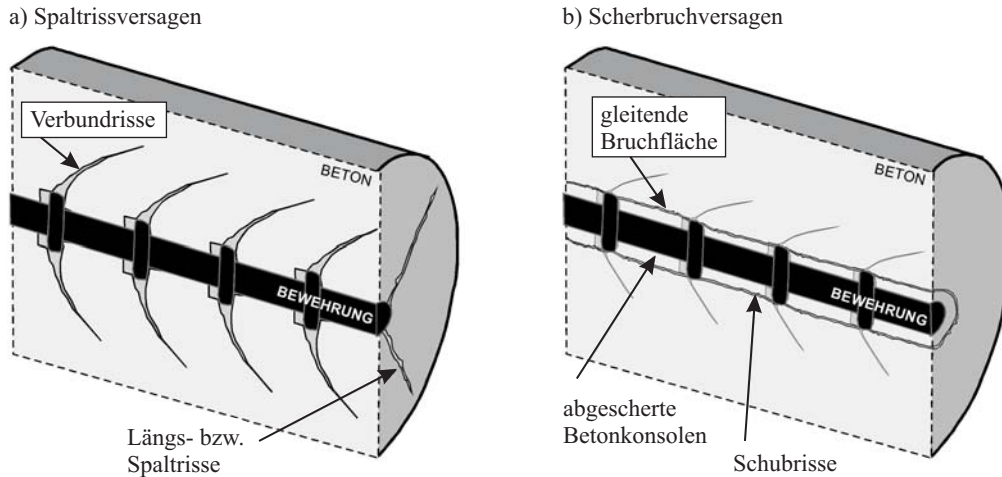 a) Spaltrissversagen
Verbundrisse
BETON
BEWEHRUNG
Längs- bzw.
Spaltrisse
b) Scherbruchversagen
gleitende
Bruchfläche
BETON
BEWEHRUNG
abgescherte
Betonkonsolen
Schubrisse